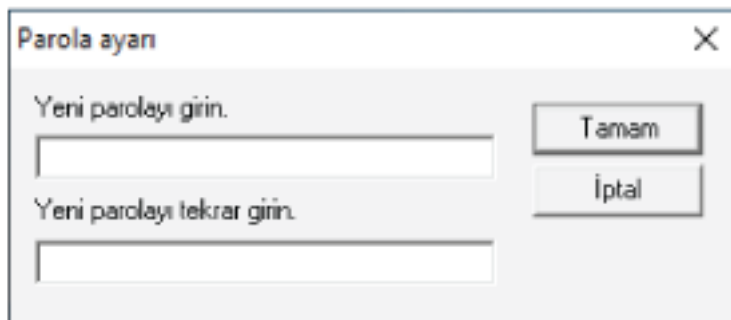 Parola ayarı
Yeni parolayı girin.
Tamam
İptal
Yeni parolayı tekrar girin.